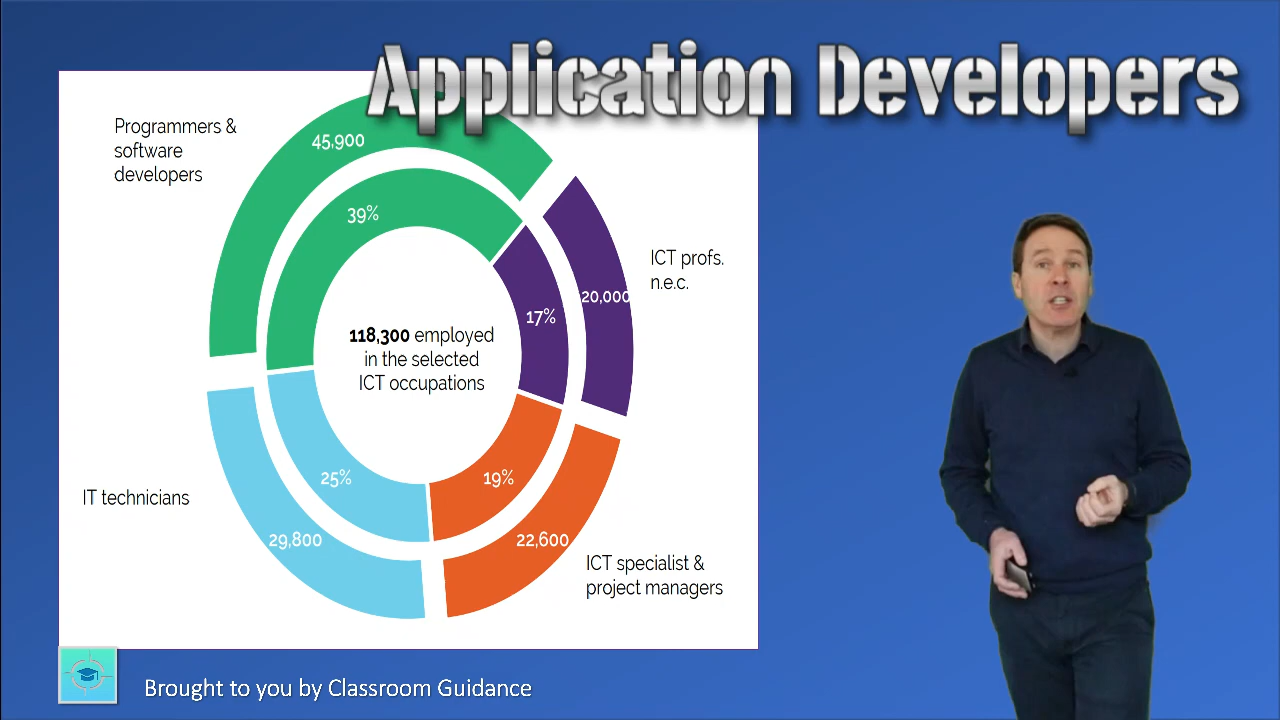 Application Developers
Programmers &
software
developers
45,900
39%
ICT profs.
n.e.c.
20,000
17%
118,300 employed
in the selected
ICT occupations
25%
19%
IT technicians
29,800
22,600
ICT specialist &
project managers
Brought to you by Classroom Guidance